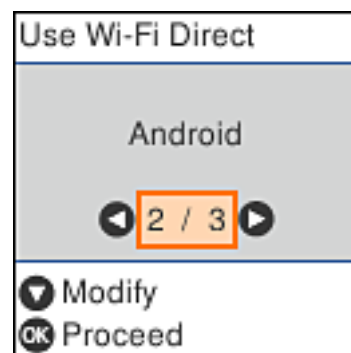 Use Wi-Fi Direct
Android
2 / 3
Modify
OK Proceed